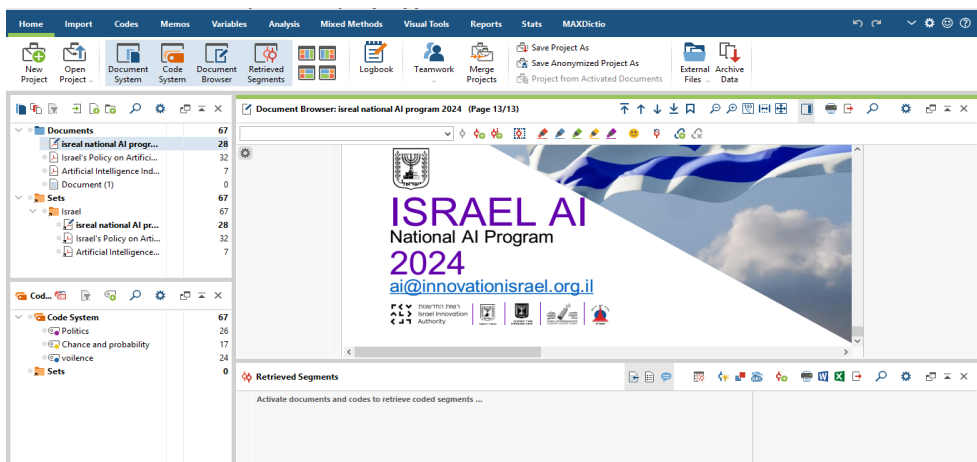 Home Import Codes Memos Variables Analysis Mixed Methods Visual Tools Reports Stats MAXDictio
New Project
Open Project
Document System
Code System
Document Browser
Retrieved Segments
Logbook
Teamwork
Merge Projects
Save Project As
Save Anonymized Project As
Project from Activated Documents
External Files
Archive Data
Documents 67
isreal national AI progr... 28
Israel's Policy on Artifici... 32
Artificial Intelligence Ind... 7
Document (1) 0
Sets 67
Israel 67
isreal national AI pr... 28
Israel's Policy on Arti... 32
Artificial Intelligence... 7
Cod...
Code System 67
Politics 26
Chance and probability 17
voilence 24
Sets 0
Document Browser: isreal national AI program 2024 (Page 13/13)
ISRAEL AI
National AI Program
2024
ai@innovationisrael.org.il
רשות החדשנות
Israel Innovation
Authority
Retrieved Segments
Activate documents and codes to retrieve coded segments ...